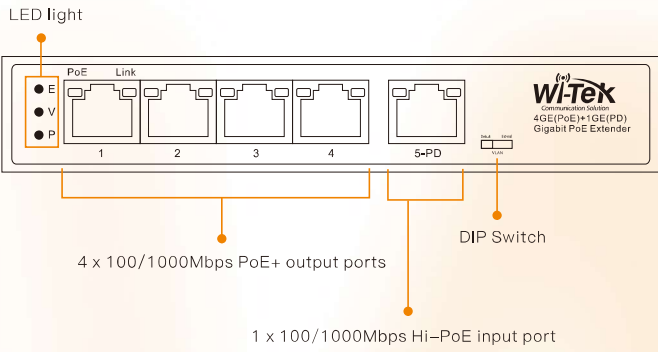 LED light
PoE Link
E
V
P
1 2 3 4 5-PD
Wi-Tek
Communication Solution
4GE(PoE)+1GE(PD)
Gigabit PoE Extender
VLAN
DIP Switch
4 x 100/1000Mbps PoE+ output ports
1 x 100/1000Mbps Hi-PoE input port